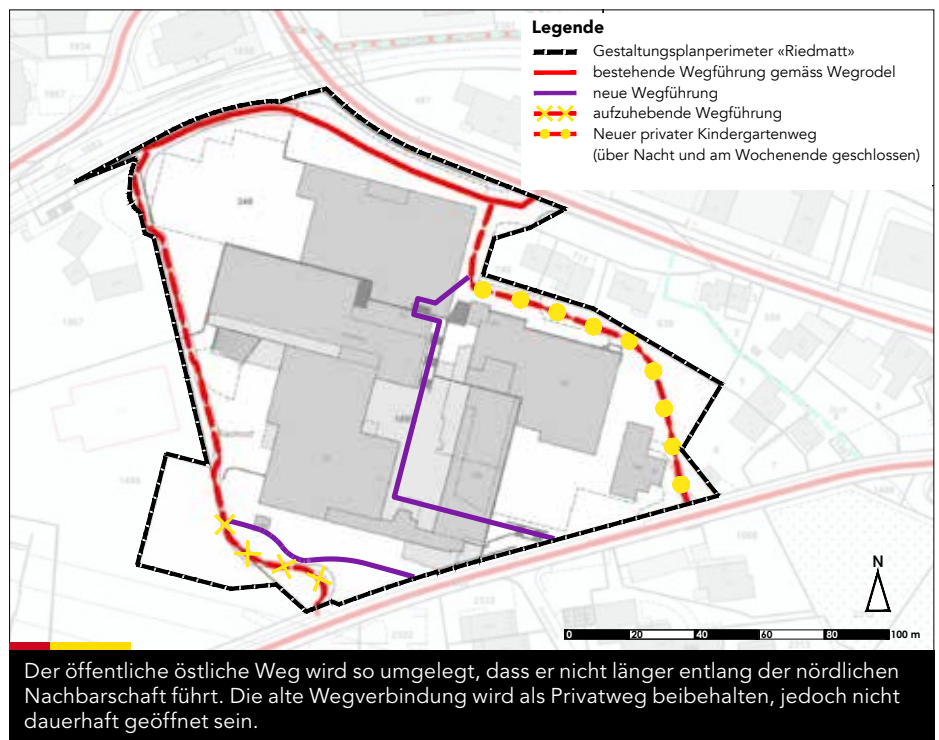 Legende
Gestaltungsplanperimeter «Riedmatt»
bestehende Wegführung gemäss Wegrodel
neue Wegführung
aufzuhebende Wegführung
Neuer privater Kindergartenweg
(über Nacht und am Wochenende geschlossen)
N
0 20 40 60 80 100 m
Der öffentliche östliche Weg wird so umgelegt, dass er nicht länger entlang der nördlichen
Nachbarschaft führt. Die alte Wegverbindung wird als Privatweg beibehalten, jedoch nicht
dauerhaft geöffnet sein.